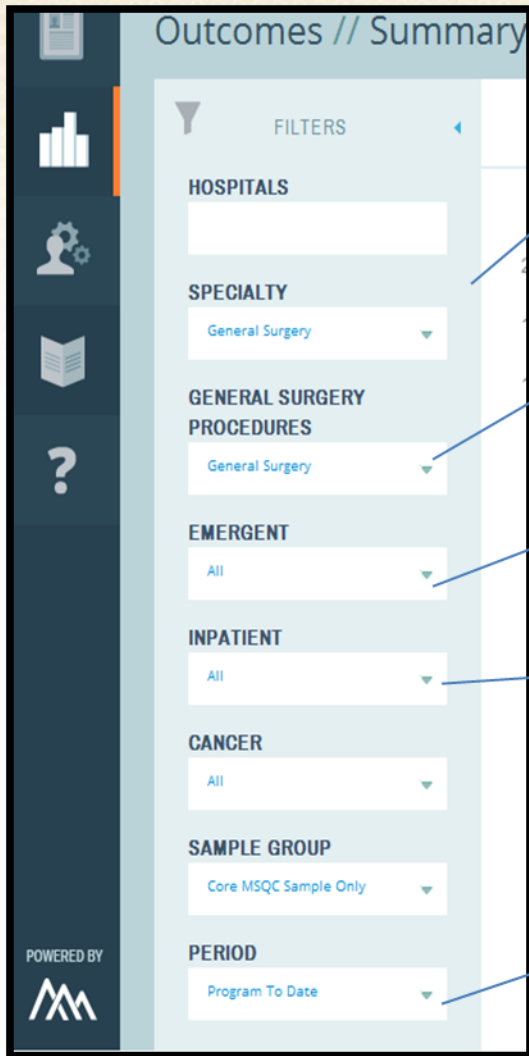 Outcomes // Summary
FILTERS
HOSPITALS
SPECIALTY
General Surgery
GENERAL SURGERY
PROCEDURES
General Surgery
EMERGENT
All
INPATIENT
All
CANCER
All
SAMPLE GROUP
Core MSQC Sample Only
PERIOD
Program To Date
?
POWERED BY